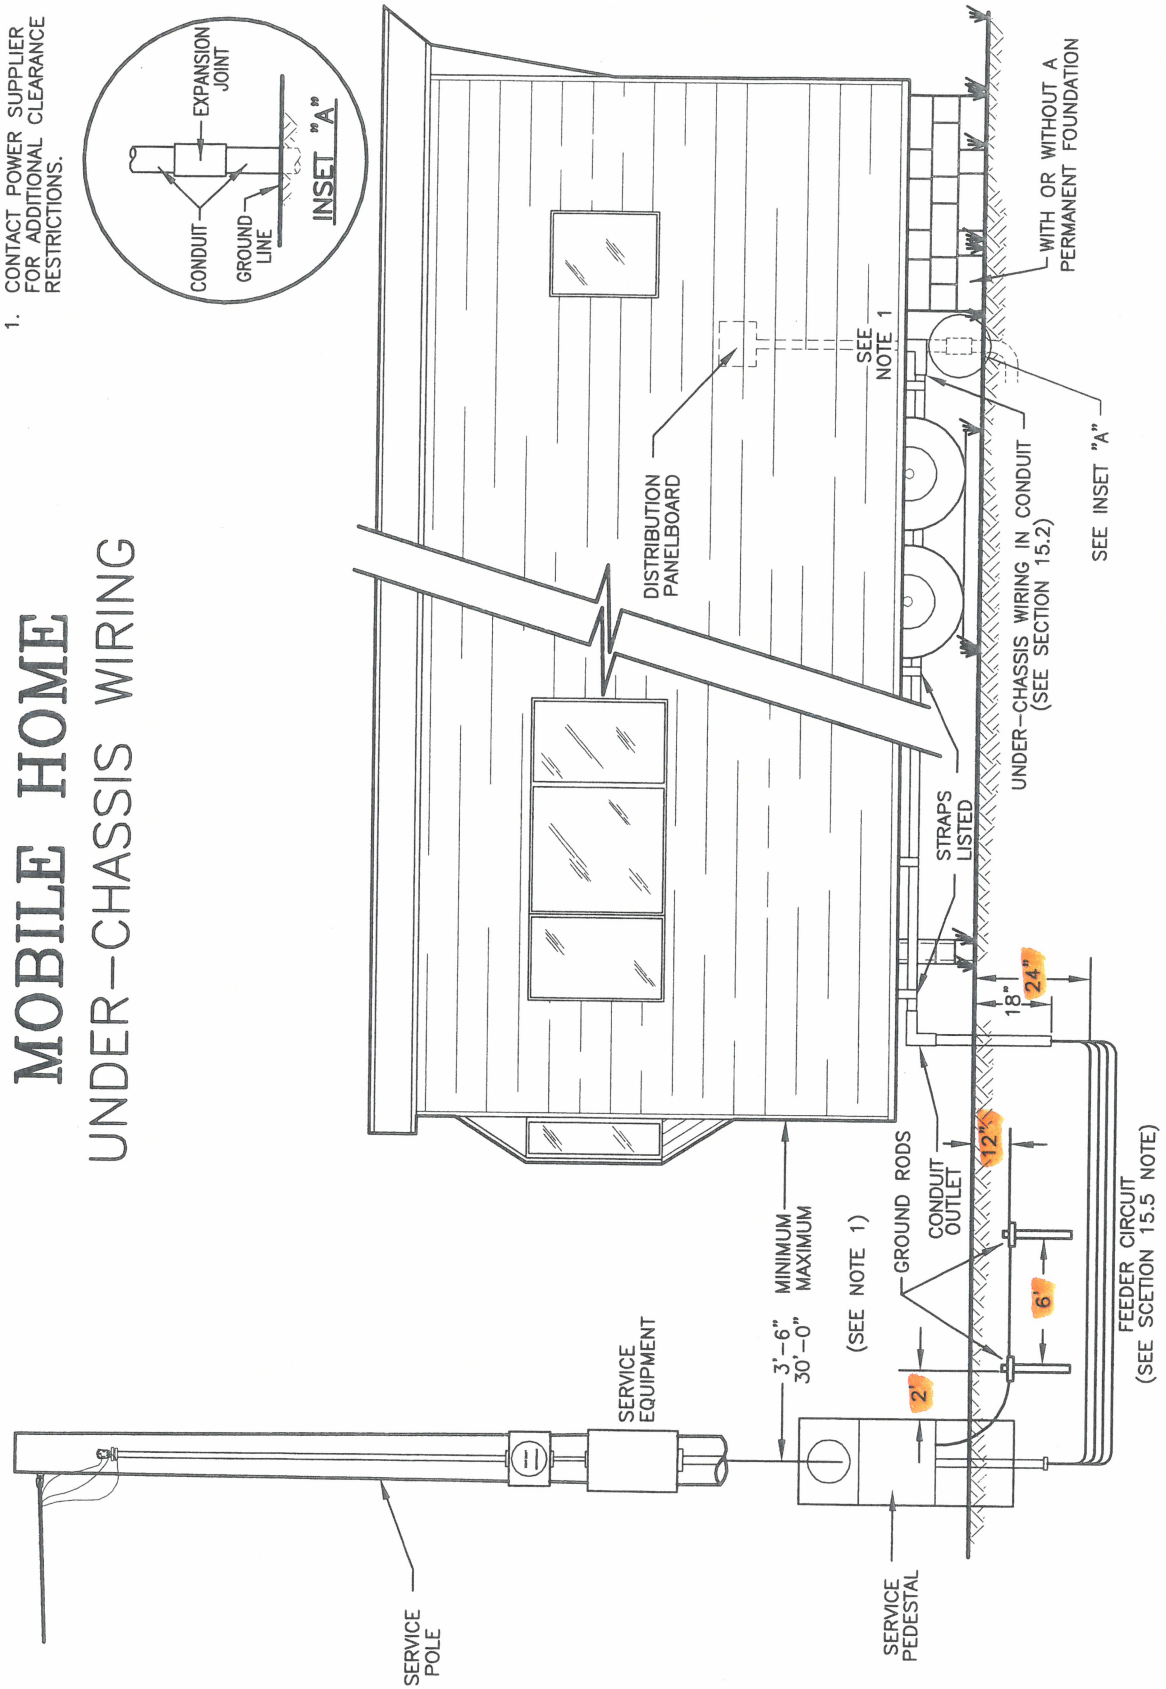 MOBILE HOME
UNDER-CHASSIS WIRING
1. CONTACT POWER SUPPLIER
FOR ADDITIONAL CLEARANCE
RESTRICTIONS.
CONDUIT
EXPANSION
JOINT
GROUND
LINE
INSET "A"
SERVICE
POLE
SERVICE
EQUIPMENT
3'-6" MINIMUM
30'-0" MAXIMUM
(SEE NOTE 1)
DISTRIBUTION
PANELBOARD
SEE
NOTE 1
SERVICE
PEDESTAL
2'
GROUND RODS
CONDUIT
OUTLET
12"
6'
18"
24"
STRAPS
LISTED
UNDER-CHASSIS WIRING IN CONDUIT
(SEE SECTION 15.2)
SEE INSET "A"
WITH OR WITHOUT A
PERMANENT FOUNDATION
FEEDER CIRCUIT
(SEE SCETION 15.5 NOTE)